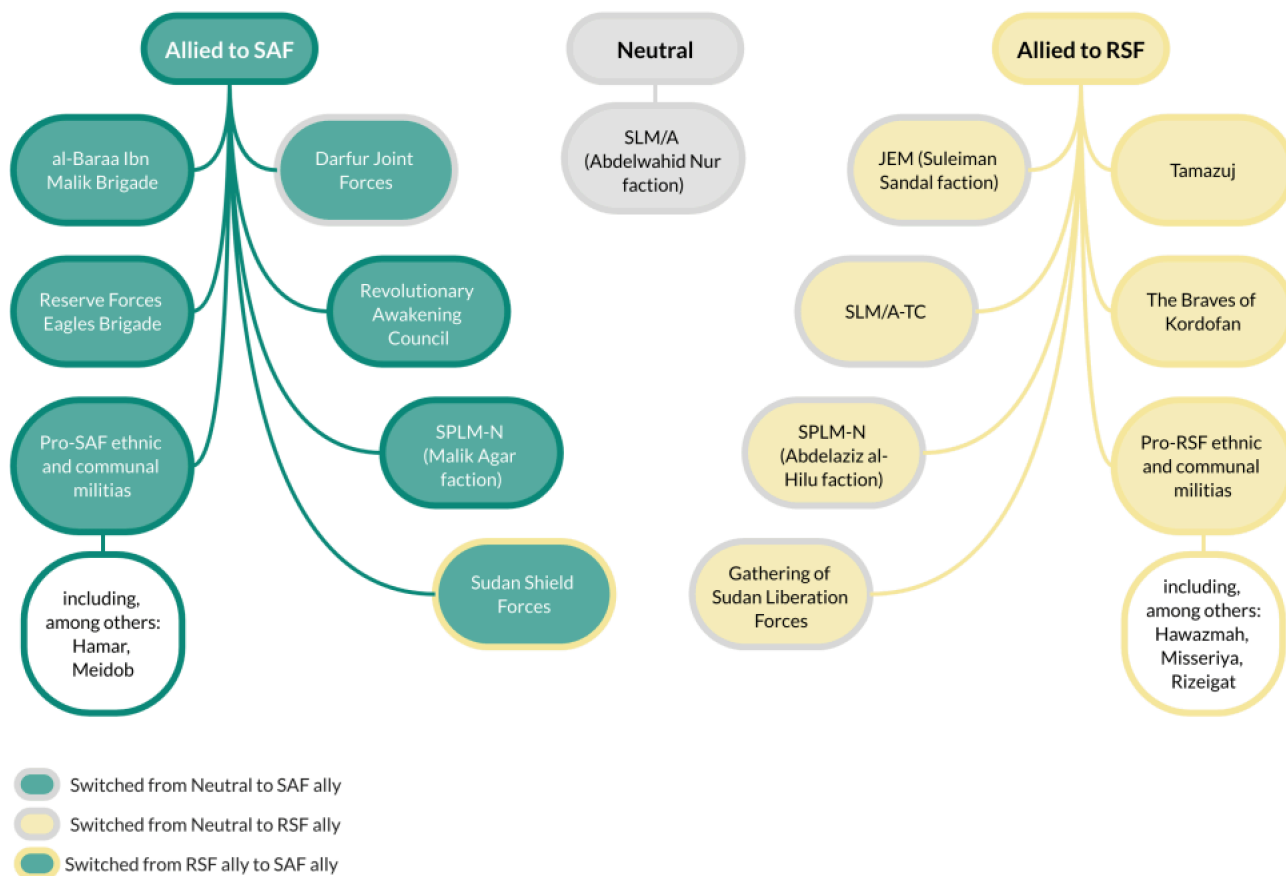 Allied to SAF
Neutral
Allied to RSF
al-Baraa Ibn
Malik Brigade
Darfur Joint
Forces
SLM/A
(Abdelwahid Nur
faction)
JEM (Suleiman
Sandal faction)
Tamazuj
Reserve Forces
Eagles Brigade
Revolutionary
Awakening
Council
SLM/A-TC
The Braves of
Kordofan
Pro-SAF ethnic
and communal
militias
SPLM-N
(Malik Agar
faction)
SPLM-N
(Abdelaziz al-
Hilu faction)
Pro-RSF ethnic
and communal
militias
including,
among others:
Hamar,
Meidob
Sudan Shield
Forces
Gathering of
Sudan Liberation
Forces
including,
among others:
Hawazmah,
Misseriya,
Rizeigat
Switched from Neutral to SAF ally
Switched from Neutral to RSF ally
Switched from RSF ally to SAF ally